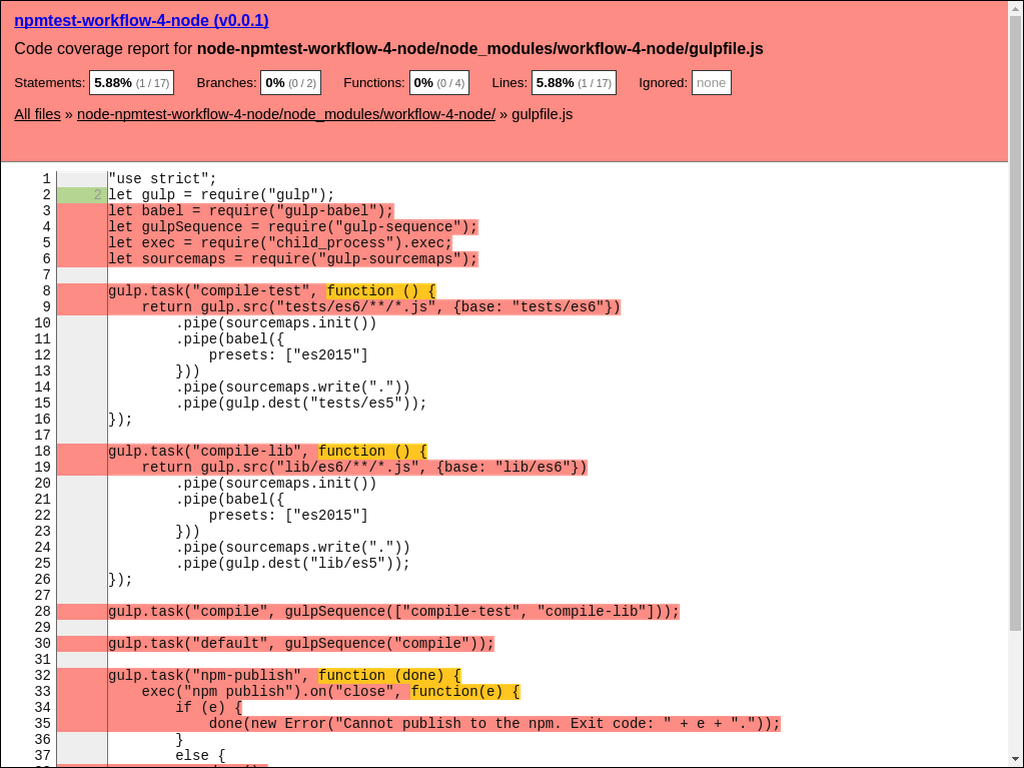 npmtest-workflow-4-node (v0.0.1)
Code coverage report for node-npmtest-workflow-4-node/node_modules/workflow-4-node/gulpfile.js
Statements: 5.88% (1 / 17) Branches: 0% (0 / 2) Functions: 0% (0 / 4) Lines: 5.88% (1 / 17) Ignored: none
All files » node-npmtest-workflow-4-node/node_modules/workflow-4-node/ » gulpfile.js
1 "use strict";
2 2 let gulp = require("gulp");
3 let babel = require("gulp-babel");
4 let gulpSequence = require("gulp-sequence");
5 let exec = require("child_process").exec;
6 let sourcemaps = require("gulp-sourcemaps");
7
8 gulp.task("compile-test", function () {
9     return gulp.src("tests/es6/**/*.js", {base: "tests/es6"})
10         .pipe(sourcemaps.init())
11         .pipe(babel({
12             presets: ["es2015"]
13         }))
14         .pipe(sourcemaps.write("."))
15         .pipe(gulp.dest("tests/es5"));
16 });
17
18 gulp.task("compile-lib", function () {
19     return gulp.src("lib/es6/**/*.js", {base: "lib/es6"})
20         .pipe(sourcemaps.init())
21         .pipe(babel({
22             presets: ["es2015"]
23         }))
24         .pipe(sourcemaps.write("."))
25         .pipe(gulp.dest("lib/es5"));
26 });
27
28 gulp.task("compile", gulpSequence(["compile-test", "compile-lib"]));
29
30 gulp.task("default", gulpSequence("compile"));
31
32 gulp.task("npm-publish", function (done) {
33     exec("npm publish").on("close", function(e) {
34         if (e) {
35             done(new Error("Cannot publish to the npm. Exit code: " + e + "."));
36         }
37         else {